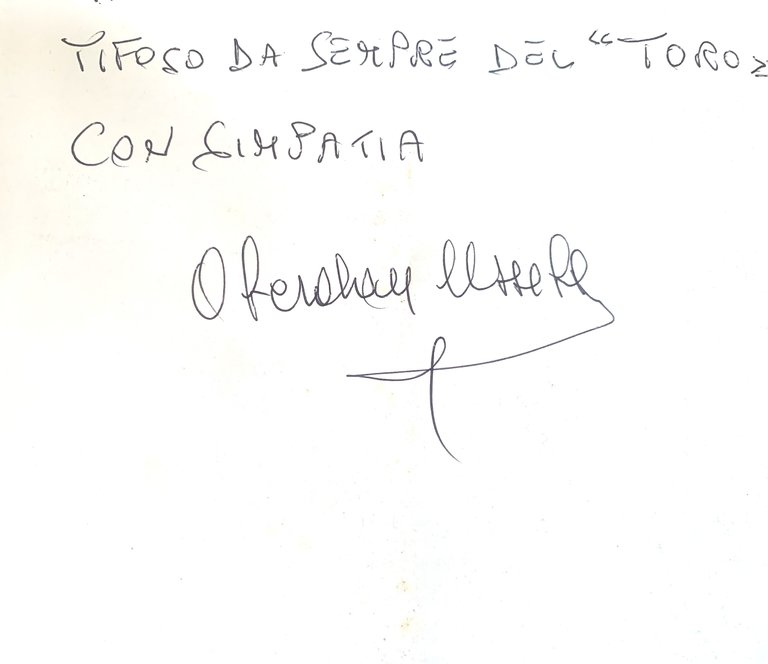 TIFOSO DA SEMPRE DEL "TORO"
CON SIMPATIA